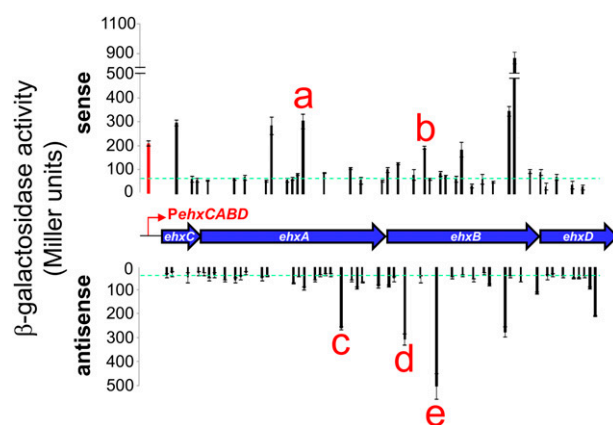 β-galactosidase activity
(Miller units)
sense
antisense
1100
900
500
400
300
200
100
0
a
b
PehxCABD
ehxC
ehxA
ehxB
ehxD
0
100
200
300
400
500
c
d
e